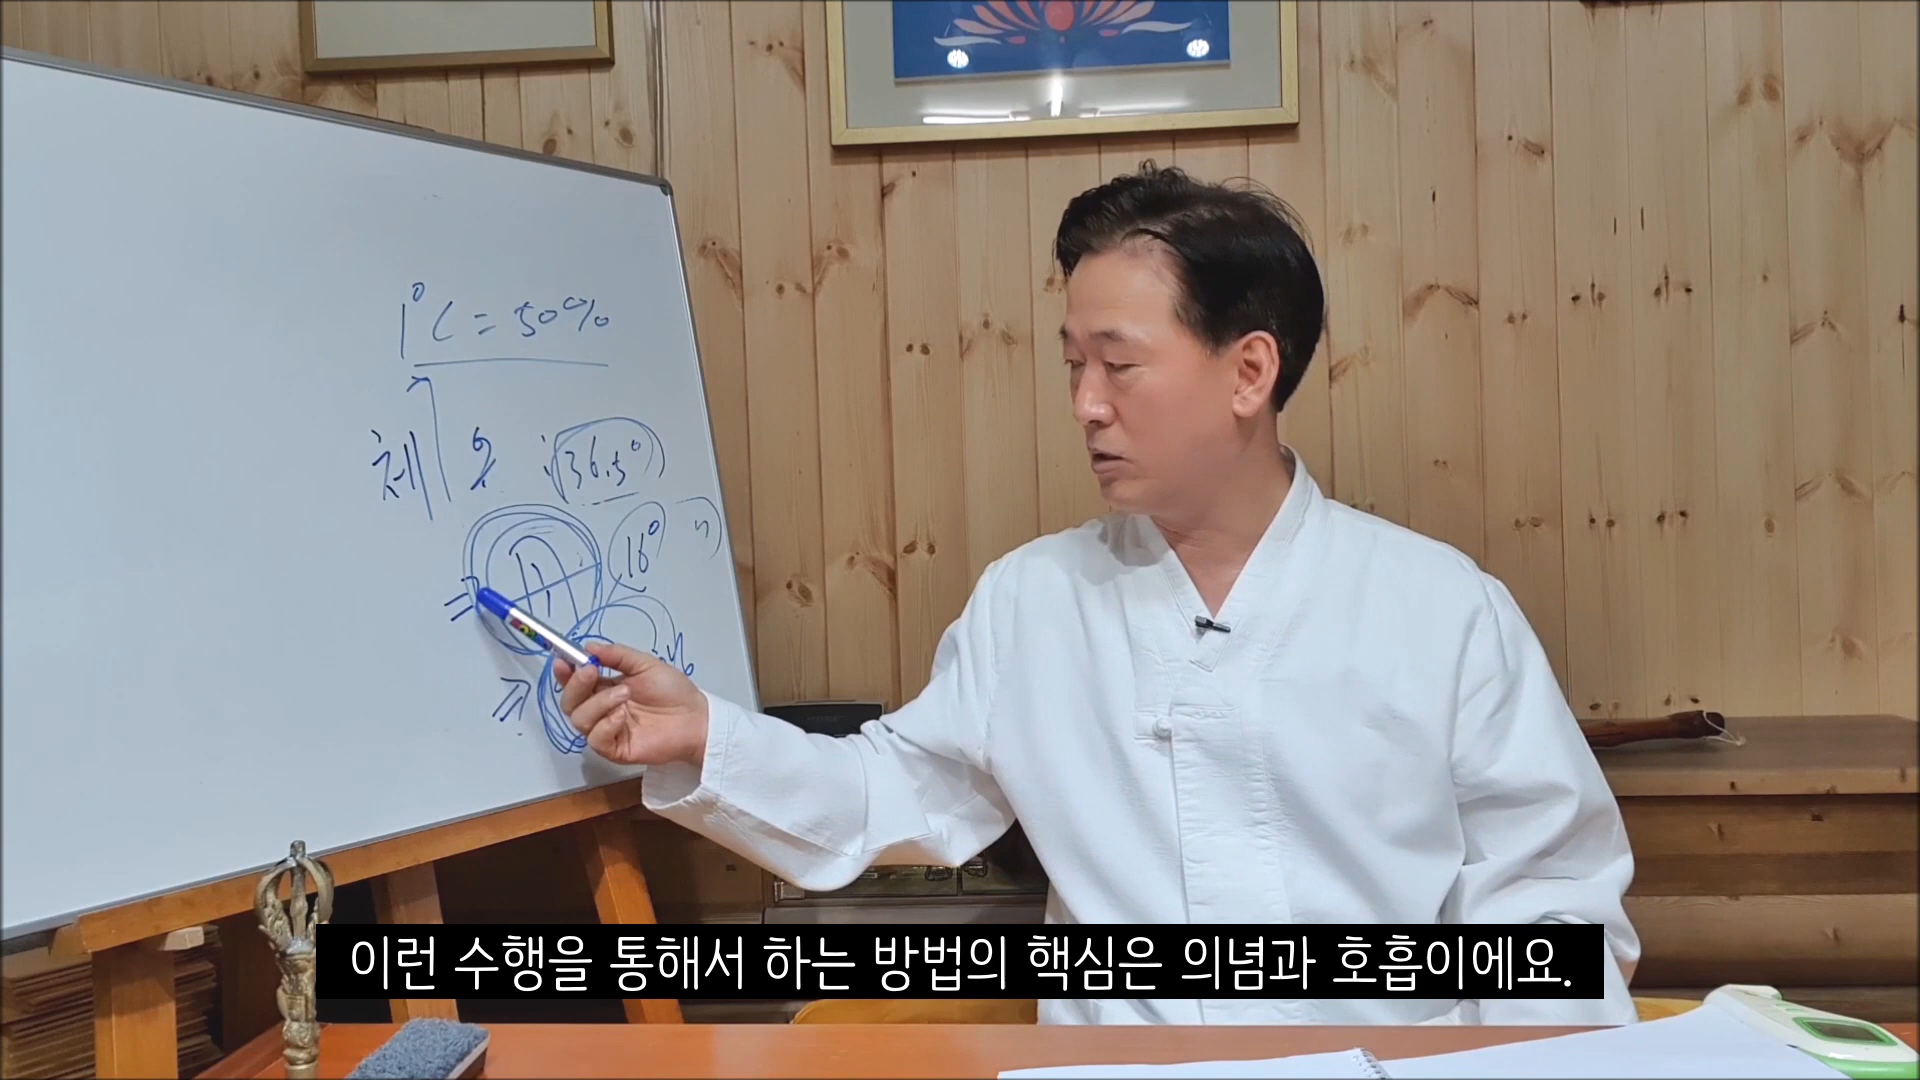 1°C = 50%
체 온 36.5°
16°
이런 수행을 통해서 하는 방법의 핵심은 의념과 호흡이에요.